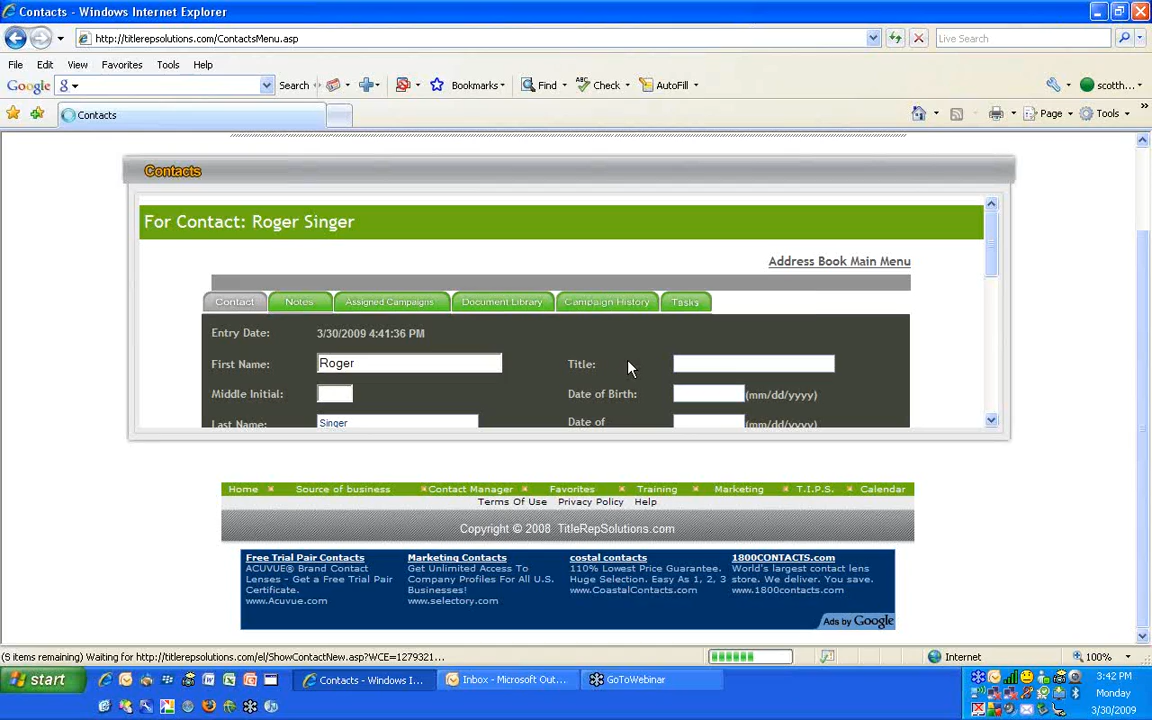 Contacts - Windows Internet Explorer
http://titlerepsolutions.com/ContactsMenu.asp
Live Search
File Edit View Favorites Tools Help
Google Search Bookmarks Find Check AutoFill scotth...
Contacts Page Tools
Contacts
For Contact: Roger Singer
Address Book Main Menu
Contact Notes Assigned Campaigns Document Library Campaign History Tasks
Entry Date: 3/30/2009 4:41:36 PM
First Name: Roger Title:
Middle Initial: Date of Birth: (mm/dd/yyyy)
Last Name: Singer Date of (mm/dd/yyyy)
Home Source of business Contact Manager Favorites Training Marketing T.I.P.S. Calendar
Terms Of Use Privacy Policy Help
Copyright © 2008 TitleRepSolutions.com
Free Trial Pair Contacts
ACUVUE® Brand Contact
Lenses - Get a Free Trial Pair
Certificate.
www.Acuvue.com
Marketing Contacts
Get Unlimited Access To
Company Profiles For All U.S.
Businesses!
www.selectory.com
costal contacts
110% Lowest Price Guarantee.
Huge Selection. Easy As 1, 2, 3
www.CoastalContacts.com
1800CONTACTS.com
World's largest contact lens
store. We deliver. You save.
www.1800contacts.com
Ads by Google
(5 items remaining) Waiting for http://titlerepsolutions.com/el/ShowContactNew.asp?WCE=1279321... Internet 100%
start Contacts - Windows I... Inbox - Microsoft Out... GoToWebinar 3:42 PM
Monday
3/30/2009